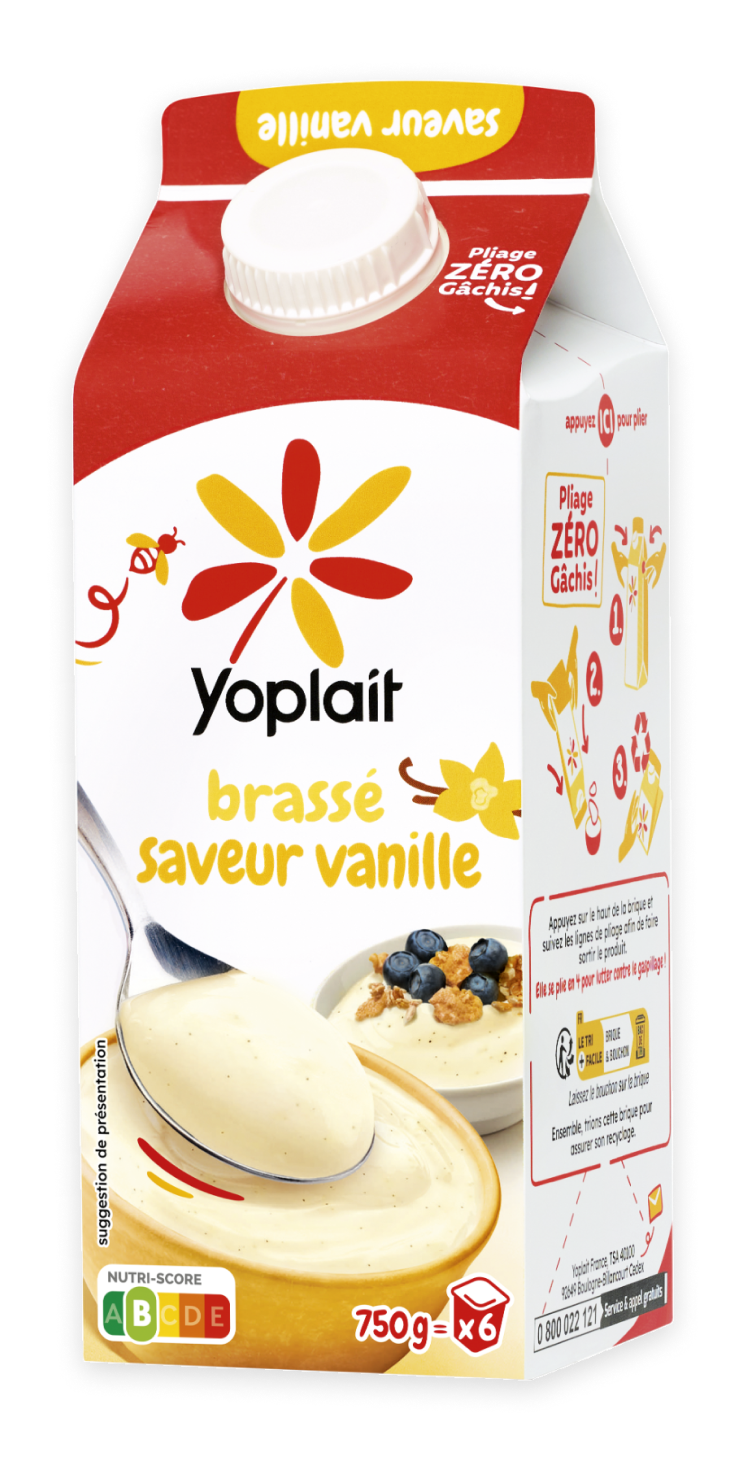 saveur vanille
Pliage
ZÉRO
Gâchis!
Yoplait
brassé
saveur vanille
suggestion de présentation
NUTRI-SCORE
A B C D E
750g = x6
appuyez ICI pour plier
Pliage
ZÉRO
Gâchis!
1.
2.
3.
Appuyez sur le haut de la brique et
suivez les lignes de pliage afin de faire
sortir le produit.
Elle se plie en 4 pour lutter contre le gaspillage !
FR
LE TRI
+ FACILE
BRIQUE
& BOUCHON
BAC
DE
TRI
Laissez le bouchon sur la brique
Ensemble, trions cette brique pour
assurer son recyclage.
Yoplait France, TSA 40100
92649 Boulogne-Billancourt Cedex
0 800 022 121 Service & appel gratuits